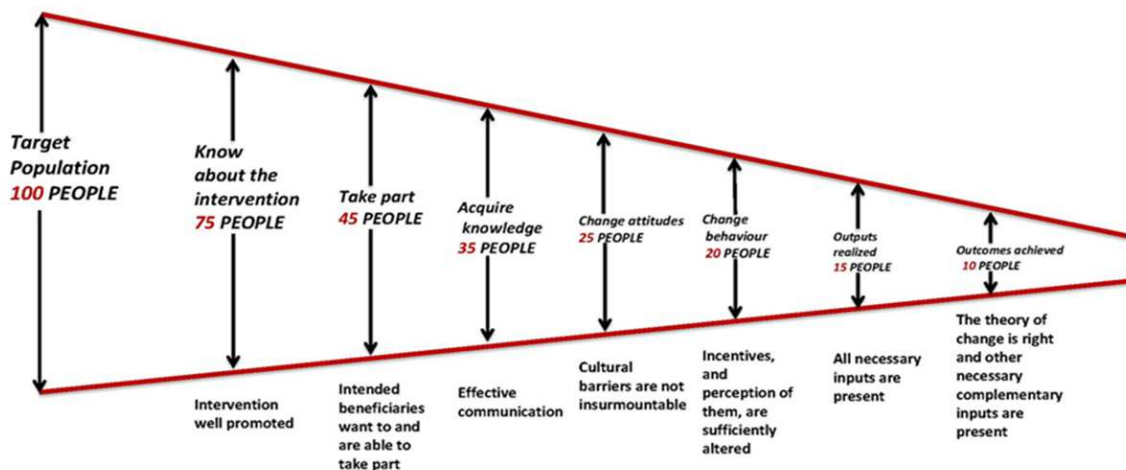 Target
Population
100 PEOPLE
Know
about the
intervention
75 PEOPLE
Take part
45 PEOPLE
Acquire
knowledge
35 PEOPLE
Change attitudes
25 PEOPLE
Change
behaviour
20 PEOPLE
Outputs
realized
15 PEOPLE
Outcomes achieved
10 PEOPLE
Intervention
well promoted
Intended
beneficiaries
want to and
are able to
take part
Effective
communication
Cultural
barriers are not
insurmountable
Incentives,
and
perception of
them, are
sufficiently
altered
All necessary
inputs are
present
The theory of
change is right
and other
necessary
complementary
inputs are
present